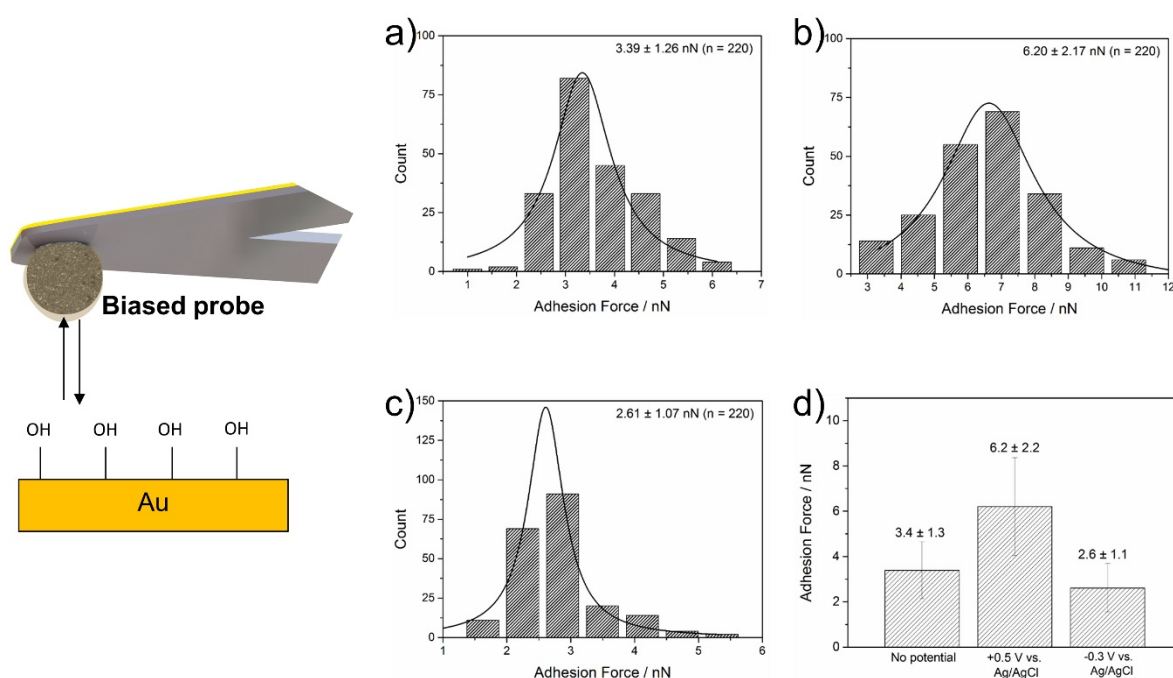 Biased probe
OH OH OH OH
Au
a)
3.39 ± 1.26 nN (n = 220)
100
75
50
25
0
Count
1 2 3 4 5 6 7
Adhesion Force / nN
b)
6.20 ± 2.17 nN (n = 220)
100
75
50
25
0
Count
3 4 5 6 7 8 9 10 11 12
Adhesion Force / nN
c)
2.61 ± 1.07 nN (n = 220)
150
125
100
75
50
25
0
Count
1 2 3 4 5 6
Adhesion Force / nN
d)
10
8
6
4
2
0
Adhesion Force / nN
3.4 ± 1.3
6.2 ± 2.2
2.6 ± 1.1
No potential
+0.5 V vs.
Ag/AgCl
-0.3 V vs.
Ag/AgCl